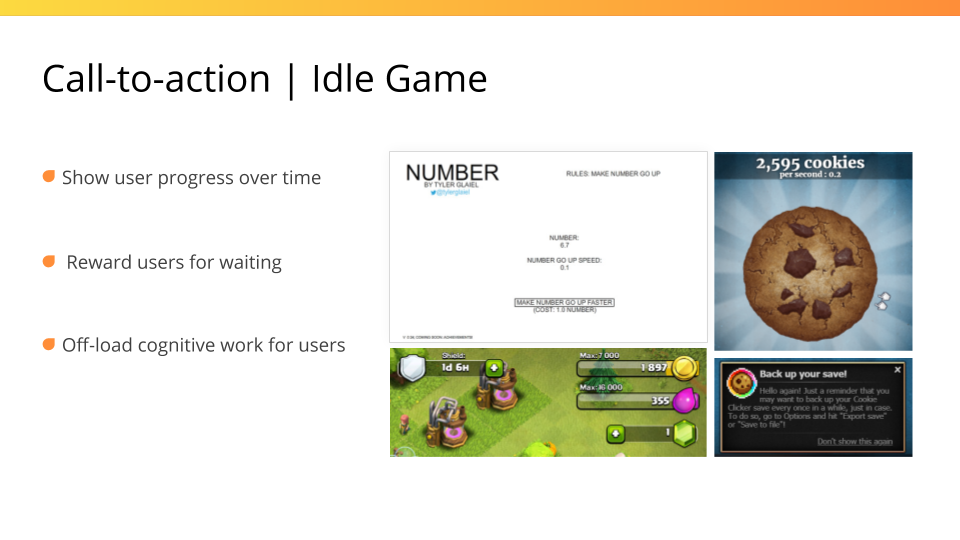 Call-to-action | Idle Game
Show user progress over time
Reward users for waiting
Off-load cognitive work for users
NUMBER
BY TYLER GLAIEL
@tylerglaiel
RULES: MAKE NUMBER GO UP
NUMBER:
6.7
NUMBER GO UP SPEED:
0.1
MAKE NUMBER GO UP FASTER
(COST: 1.0 NUMBER)
2,595 cookies
per second : 0.2
Shield:
1d 6H
Max: 7 000
1 897
Max: 16 000
355
1
Back up your save!
Hello again! Just a reminder that you
may want to back up your Cookie
Clicker save every once in a while, just in case.
To do so, go to Options and hit "Export save"
or "Save to file"!
Don't show this again